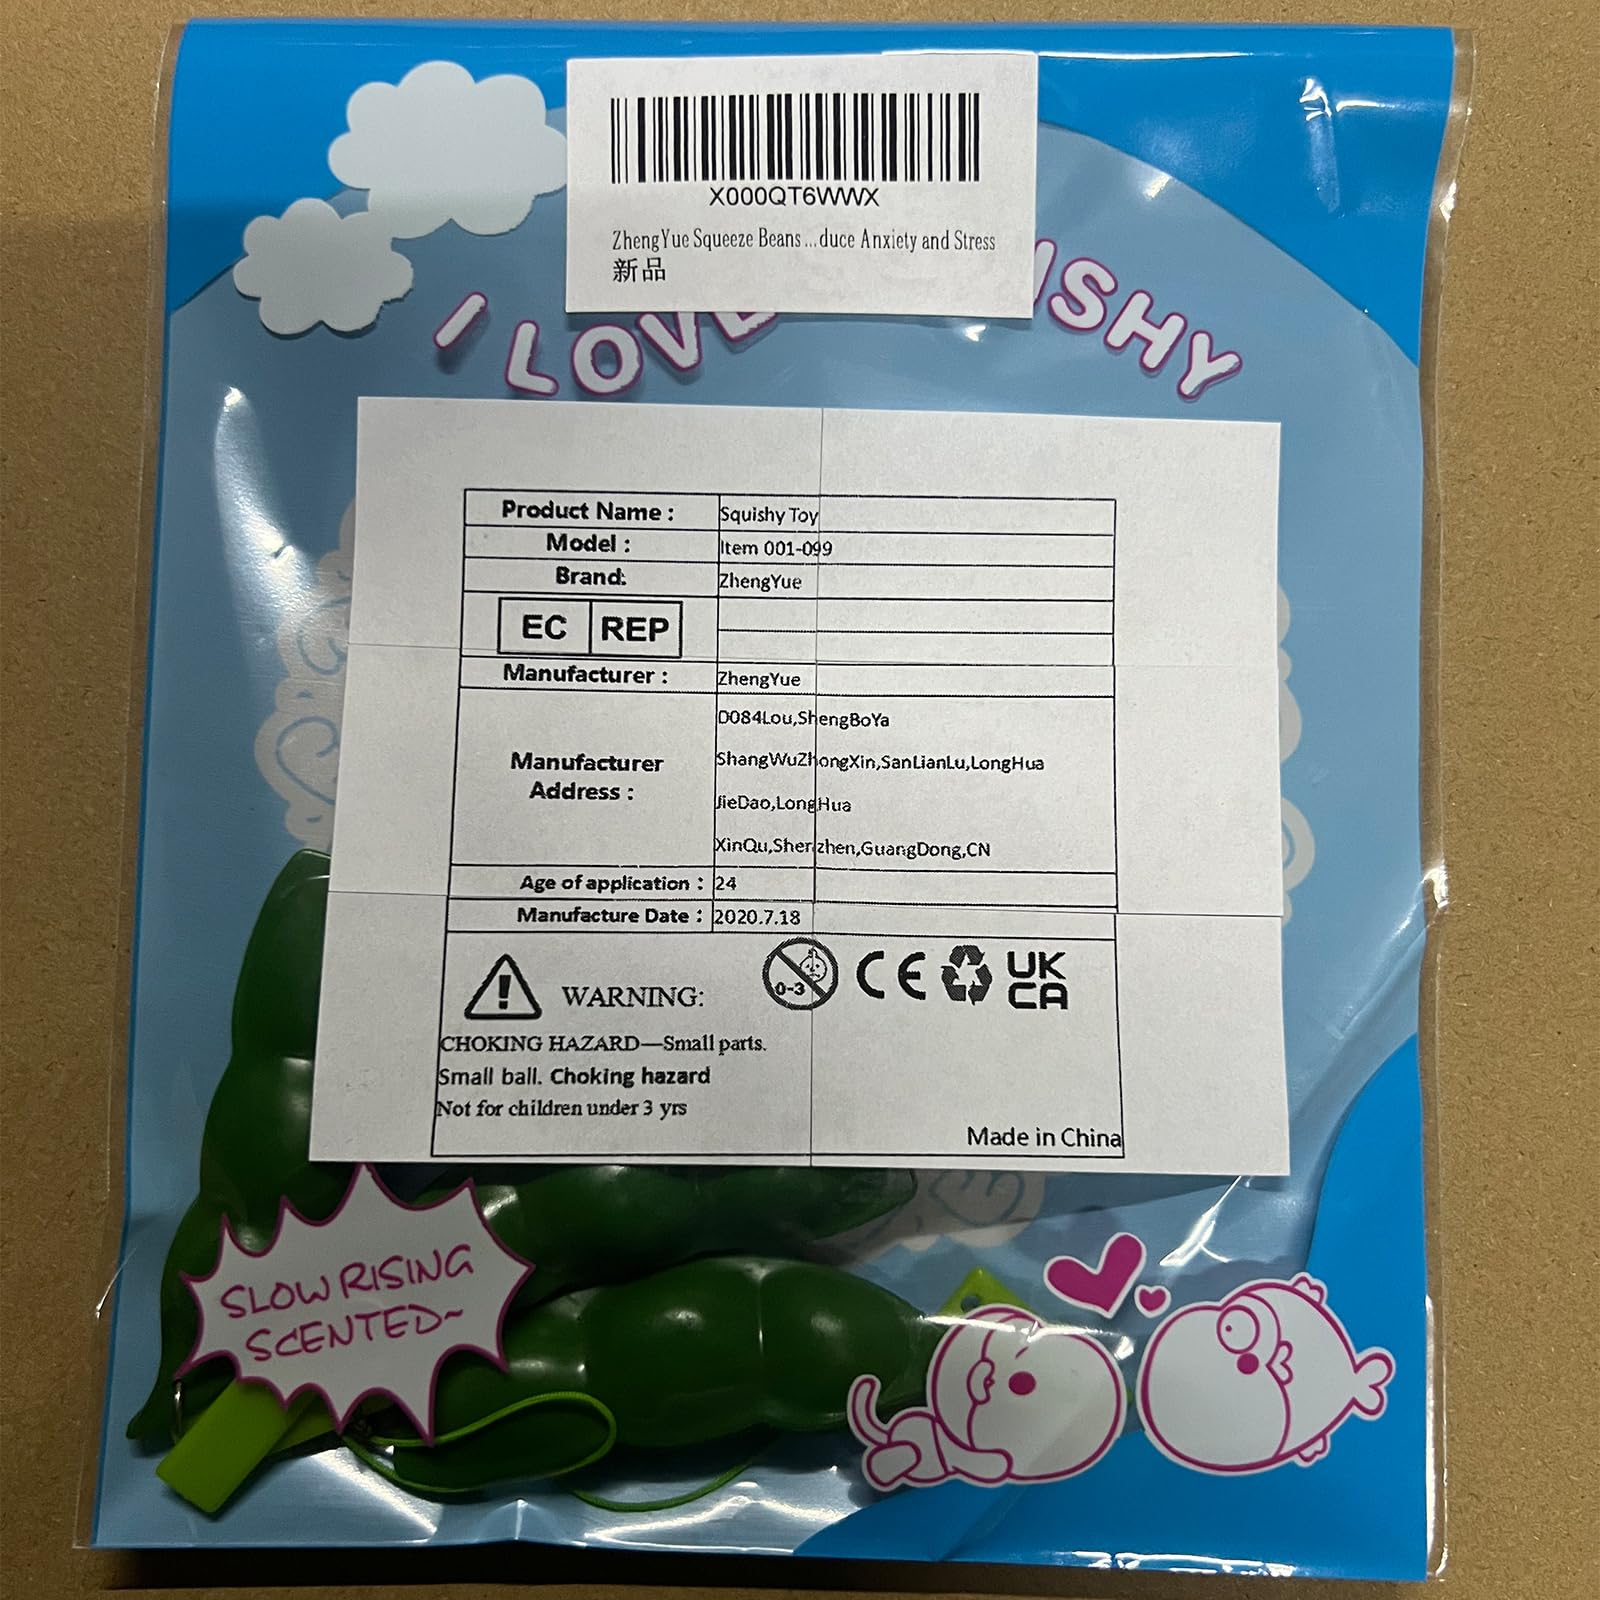 X000QT6WWX
ZhengYue Squeeze Beans ...duce Anxiety and Stress
新品
I LOVE SHY
Product Name : Squishy Toy
Model : Item 001-099
Brand: ZhengYue
EC REP
Manufacturer : ZhengYue
Manufacturer Address : D084Lou,ShengBoYa
ShangWuZhongXin,SanLianLu,LongHua
JieDao,LongHua
XinQu,Shenzhen,GuangDong,CN
Age of application : 24
Manufacture Date : 2020.7.18
WARNING:
0-3 CE UK
CA
CHOKING HAZARD—Small parts.
Small ball. Choking hazard
Not for children under 3 yrs
Made in China
SLOW RISING
SCENTED~